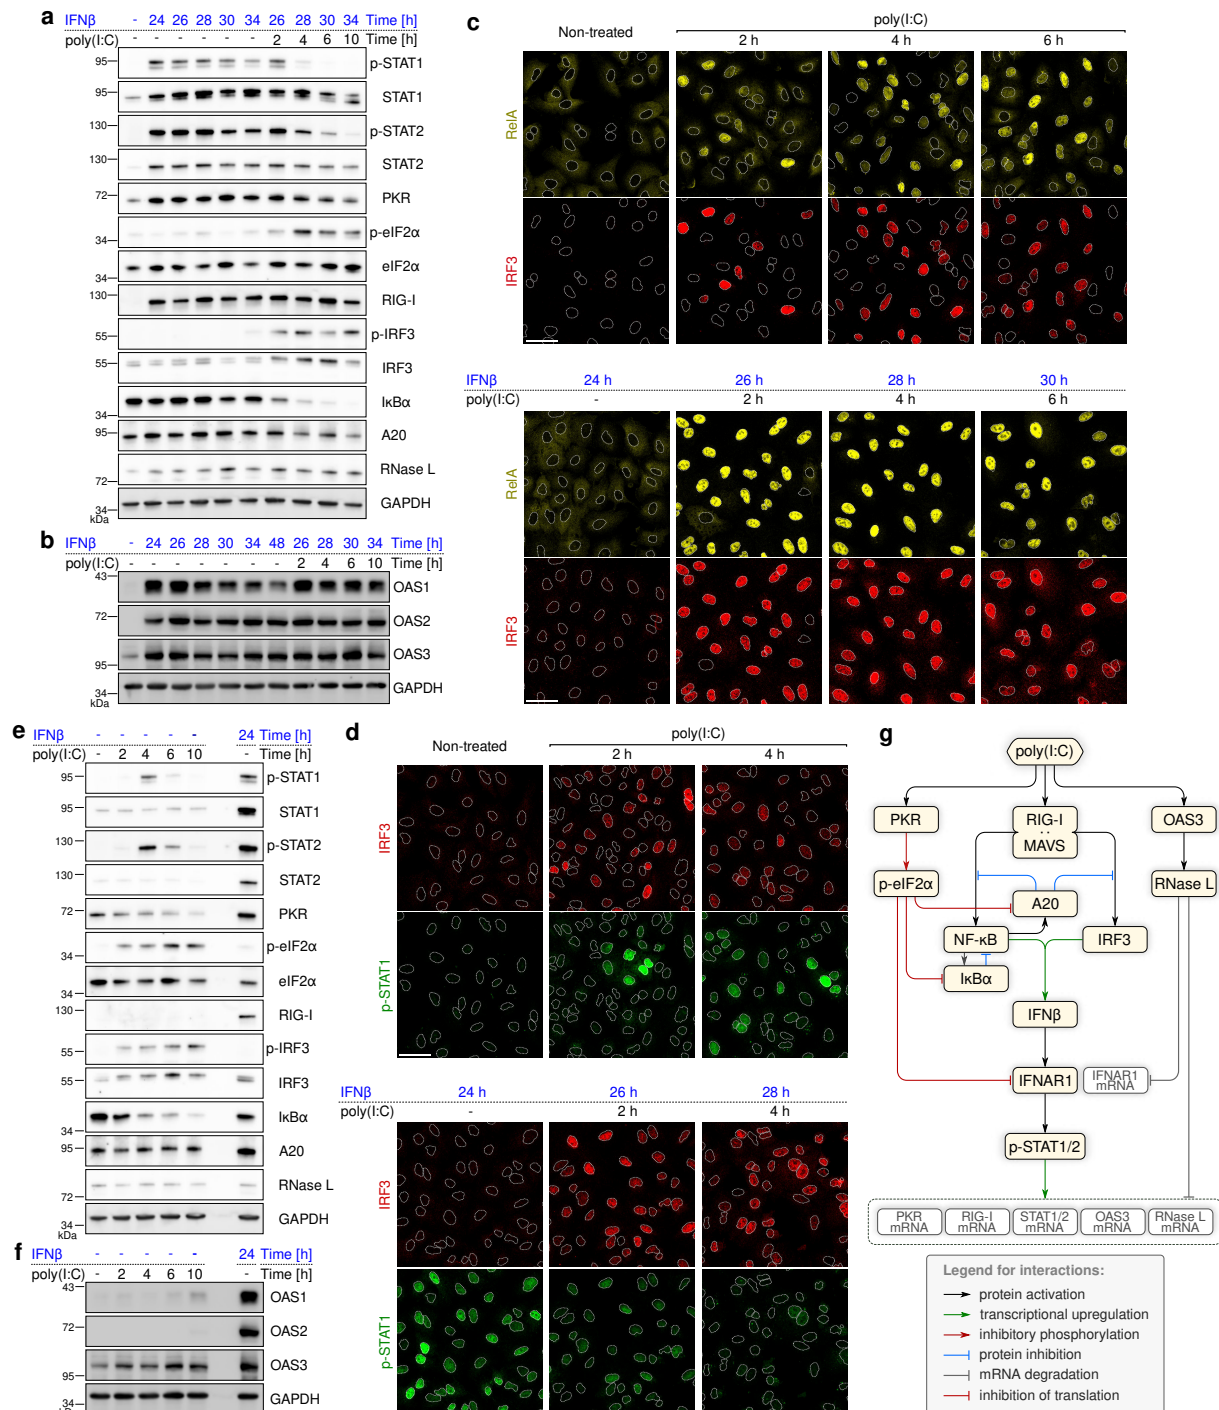 a
IFNβ - 24 26 28 30 34 26 28 30 34 Time [h]
poly(I:C) - - - - - - 2 4 6 10 Time [h]
95 p-STAT1
95 STAT1
130 p-STAT2
130 STAT2
72 PKR
34 p-eIF2α
34 eIF2α
130 RIG-I
55 p-IRF3
55 IRF3
34 IκBα
95 A20
72 RNase L
34 GAPDH
kDa
b
IFNβ - 24 26 28 30 34 48 26 28 30 34 Time [h]
poly(I:C) - - - - - - - 2 4 6 10 Time [h]
43 OAS1
72 OAS2
95 OAS3
34 GAPDH
kDa
c
poly(I:C)
Non-treated 2 h 4 h 6 h
RelA
IRF3
IFNβ 24 h 26 h 28 h 30 h
poly(I:C) - 2 h 4 h 6 h
RelA
IRF3
e
IFNβ - - - - - 24 Time [h]
poly(I:C) - 2 4 6 10 - Time [h]
95 p-STAT1
95 STAT1
130 p-STAT2
130 STAT2
72 PKR
34 p-eIF2α
34 eIF2α
130 RIG-I
55 p-IRF3
55 IRF3
34 IκBα
95 A20
72 RNase L
34 GAPDH
kDa
f
IFNβ - - - - - 24 Time [h]
poly(I:C) - 2 4 6 10 - Time [h]
43 OAS1
72 OAS2
95 OAS3
34 GAPDH
kDa
d
poly(I:C)
Non-treated 2 h 4 h
IRF3
p-STAT1
IFNβ 24 h 26 h 28 h
poly(I:C) - 2 h 4 h
IRF3
p-STAT1
g
poly(I:C)
PKR RIG-I OAS3
MAVS
p-eIF2α RNase L
A20
NF-κB IRF3
IκBα
IFNβ
IFNAR1 IFNAR1
mRNA
p-STAT1/2
PKR RIG-I STAT1/2 OAS3 RNase L
mRNA mRNA mRNA mRNA mRNA
Legend for interactions:
protein activation
transcriptional upregulation
inhibitory phosphorylation
protein inhibition
mRNA degradation
inhibition of translation